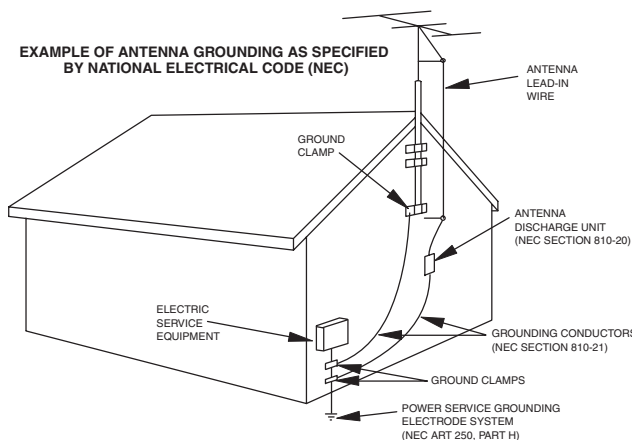 EXAMPLE OF ANTENNA GROUNDING AS SPECIFIED
BY NATIONAL ELECTRICAL CODE (NEC)
ANTENNA
LEAD-IN
WIRE
GROUND
CLAMP
ANTENNA
DISCHARGE UNIT
(NEC SECTION 810-20)
ELECTRIC
SERVICE
EQUIPMENT
GROUNDING CONDUCTORS
(NEC SECTION 810-21)
GROUND CLAMPS
POWER SERVICE GROUNDING
ELECTRODE SYSTEM
(NEC ART 250, PART H)